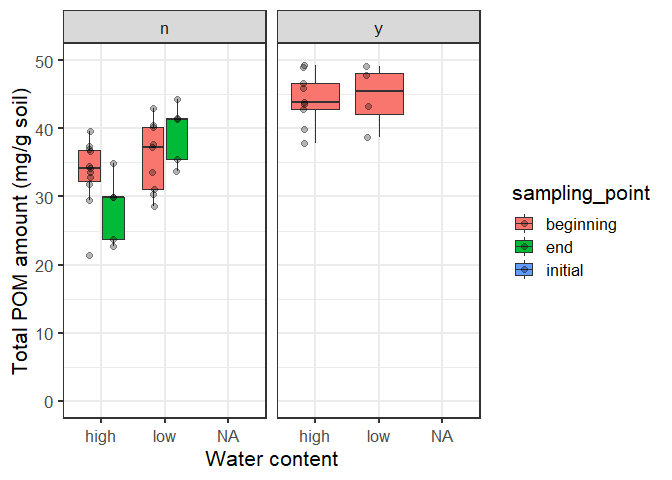 n
y
Total POM amount (mg/g soil)
50
40
30
20
10
0
high
low
NA
high
low
NA
Water content
sampling_point
beginning
end
initial